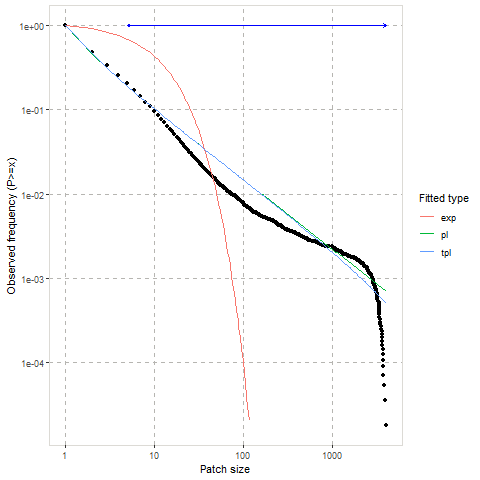 1e+00
1e-01
1e-02
1e-03
1e-04
Observed frequency (P>=x)
1
10
100
1000
Patch size
Fitted type
exp
pl
tpl